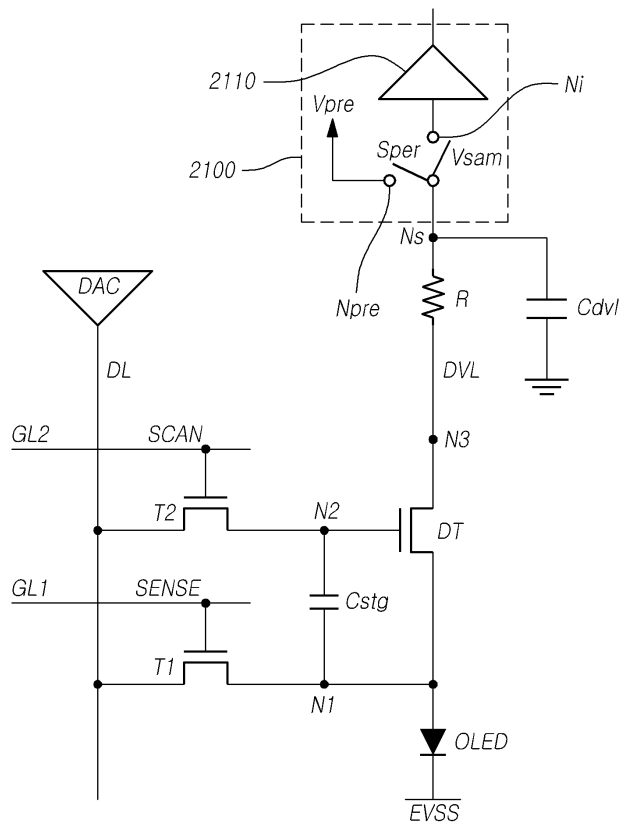 2110
Ni
Vpre
Sper
Vsam
2100
Ns
Npre
R
Cdvl
DAC
DL
DVL
GL2
SCAN
N3
T2
N2
DT
GL1
SENSE
Cstg
T1
N1
OLED
EVSS